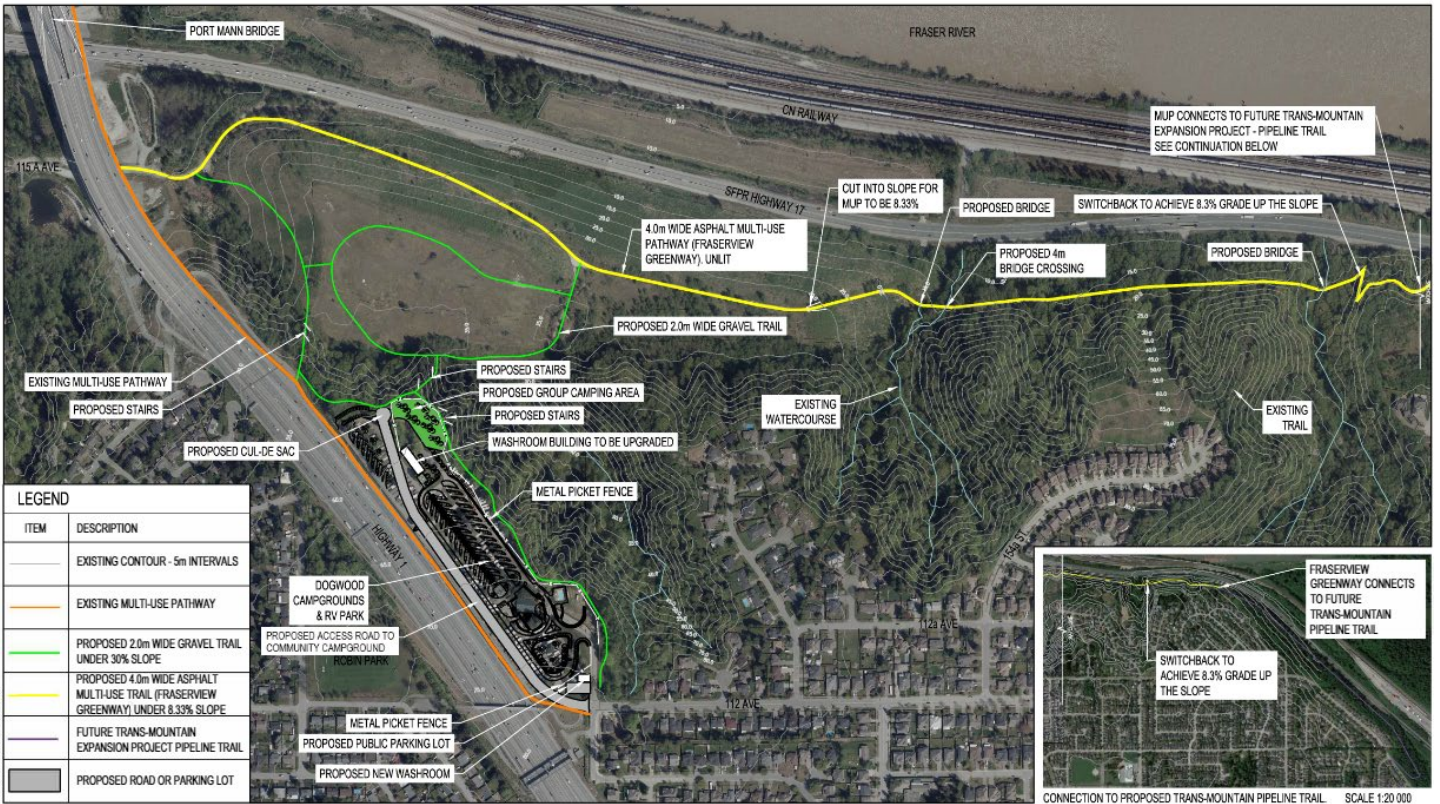 PORT MANN BRIDGE
FRASER RIVER
CN RAILWAY
MUP CONNECTS TO FUTURE TRANS-MOUNTAIN
EXPANSION PROJECT - PIPELINE TRAIL
SEE CONTINUATION BELOW
115 A AVE
SFPR HIGHWAY 17
CUT INTO SLOPE FOR
MUP TO BE 8.33%
PROPOSED BRIDGE
SWITCHBACK TO ACHIEVE 8.3% GRADE UP THE SLOPE
4.0m WIDE ASPHALT MULTI-USE
PATHWAY (FRASERVIEW
GREENWAY). UNLIT
PROPOSED 4m
BRIDGE CROSSING
PROPOSED BRIDGE
PROPOSED 2.0m WIDE GRAVEL TRAIL
EXISTING MULTI-USE PATHWAY
PROPOSED STAIRS
PROPOSED STAIRS
PROPOSED GROUP CAMPING AREA
PROPOSED STAIRS
EXISTING
WATERCOURSE
EXISTING
TRAIL
PROPOSED CUL-DE SAC
WASHROOM BUILDING TO BE UPGRADED
METAL PICKET FENCE
HIGHWAY 1
154A ST
DOGWOOD
CAMPGROUNDS
& RV PARK
PROPOSED ACCESS ROAD TO
COMMUNITY CAMPGROUND
ROBIN PARK
112a AVE
112 AVE
METAL PICKET FENCE
PROPOSED PUBLIC PARKING LOT
PROPOSED NEW WASHROOM
LEGEND
ITEM DESCRIPTION
EXISTING CONTOUR - 5m INTERVALS
EXISTING MULTI-USE PATHWAY
PROPOSED 2.0m WIDE GRAVEL TRAIL
UNDER 30% SLOPE
PROPOSED 4.0m WIDE ASPHALT
MULTI-USE TRAIL (FRASERVIEW
GREENWAY) UNDER 8.33% SLOPE
FUTURE TRANS-MOUNTAIN
EXPANSION PROJECT PIPELINE TRAIL
PROPOSED ROAD OR PARKING LOT
FRASERVIEW
GREENWAY CONNECTS
TO FUTURE
TRANS-MOUNTAIN
PIPELINE TRAIL
SWITCHBACK TO
ACHIEVE 8.3% GRADE UP
THE SLOPE
CONNECTION TO PROPOSED TRANS-MOUNTAIN PIPELINE TRAIL SCALE 1:20 000